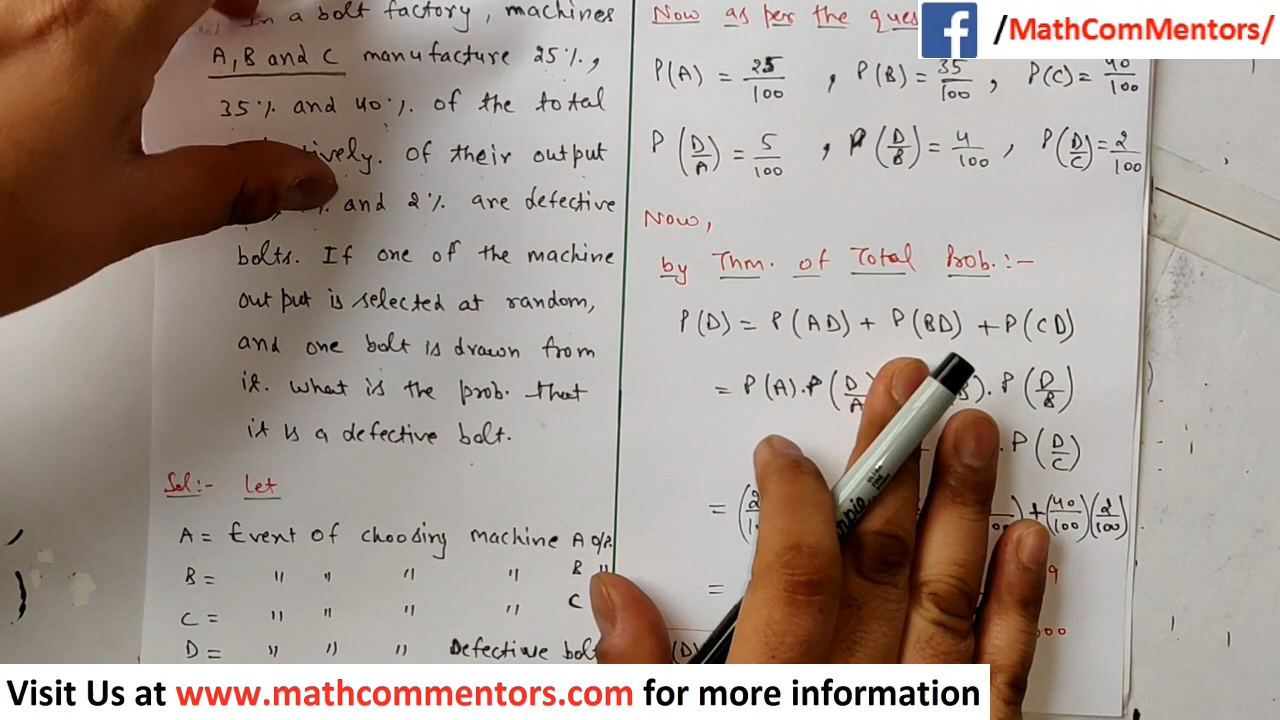 In a bolt factory, machines
A, B and C manufacture 25%,
35% and 40% of the total
of their output
and 2% are defective
bolts. If one of the machine
out put is selected at random,
and one bolt is drawn from
it. What is the prob. that
it is a defective bolt.
Sol:- Let
A = Event of choosing machine A o/p.
B = " " " " B "
C = " " " " C
D = " " " Defective bolt
Now as per the ques
P(A) = 25/100 , P(B) = 35/100 , P(C) = 40/100
P(D/A) = 5/100 , P(D/B) = 4/100 , P(D/C) = 2/100
Now,
by Thm. of Total Prob. :-
P(D) = P(AD) + P(BD) + P(CD)
= P(A).P(D/A) . P(D/B)
. P(D/C)
= + (40/100)(2/100)
=
/MathComMentors/
Visit Us at www.mathcommentors.com for more information